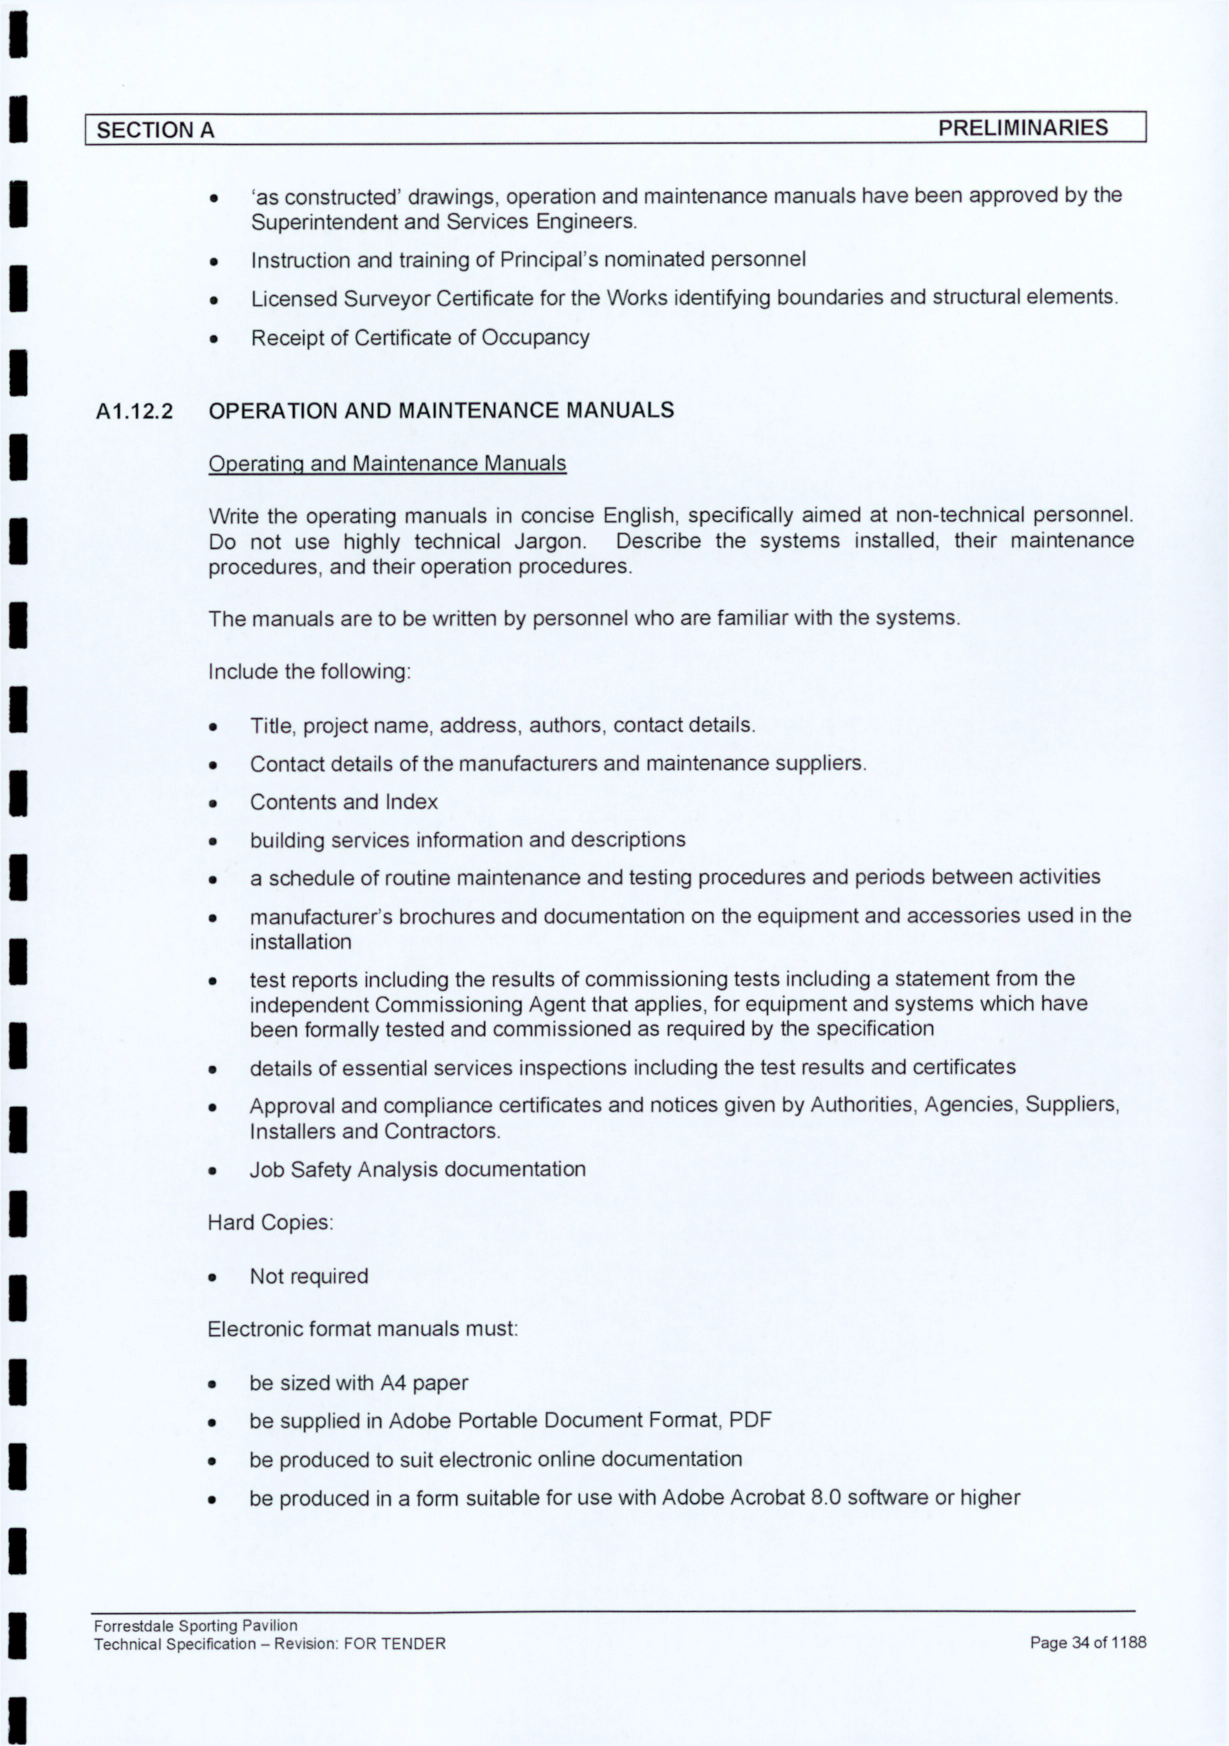 SECTION A PRELIMINARIES
• ‘as constructed’ drawings, operation and maintenance manuals have been approved by the
Superintendent and Services Engineers.
• Instruction and training of Principal’s nominated personnel
• Licensed Surveyor Certificate for the Works identifying boundaries and structural elements.
• Receipt of Certificate of Occupancy
A1.12.2 OPERATION AND MAINTENANCE MANUALS
Operating and Maintenance Manuals
Write the operating manuals in concise English, specifically aimed at non-technical personnel.
Do not use highly technical Jargon. Describe the systems installed, their maintenance
procedures, and their operation procedures.
The manuals are to be written by personnel who are familiar with the systems.
Include the following:
• Title, project name, address, authors, contact details.
• Contact details of the manufacturers and maintenance suppliers.
• Contents and Index
• building services information and descriptions
• a schedule of routine maintenance and testing procedures and periods between activities
• manufacturer’s brochures and documentation on the equipment and accessories used in the
installation
• test reports including the results of commissioning tests including a statement from the
independent Commissioning Agent that applies, for equipment and systems which have
been formally tested and commissioned as required by the specification
• details of essential services inspections including the test results and certificates
• Approval and compliance certificates and notices given by Authorities, Agencies, Suppliers,
Installers and Contractors.
• Job Safety Analysis documentation
Hard Copies:
• Not required
Electronic format manuals must:
• be sized with A4 paper
• be supplied in Adobe Portable Document Format, PDF
• be produced to suit electronic online documentation
• be produced in a form suitable for use with Adobe Acrobat 8.0 software or higher
Forrestdale Sporting Pavilion
Technical Specification – Revision: FOR TENDER Page 34 of 1188